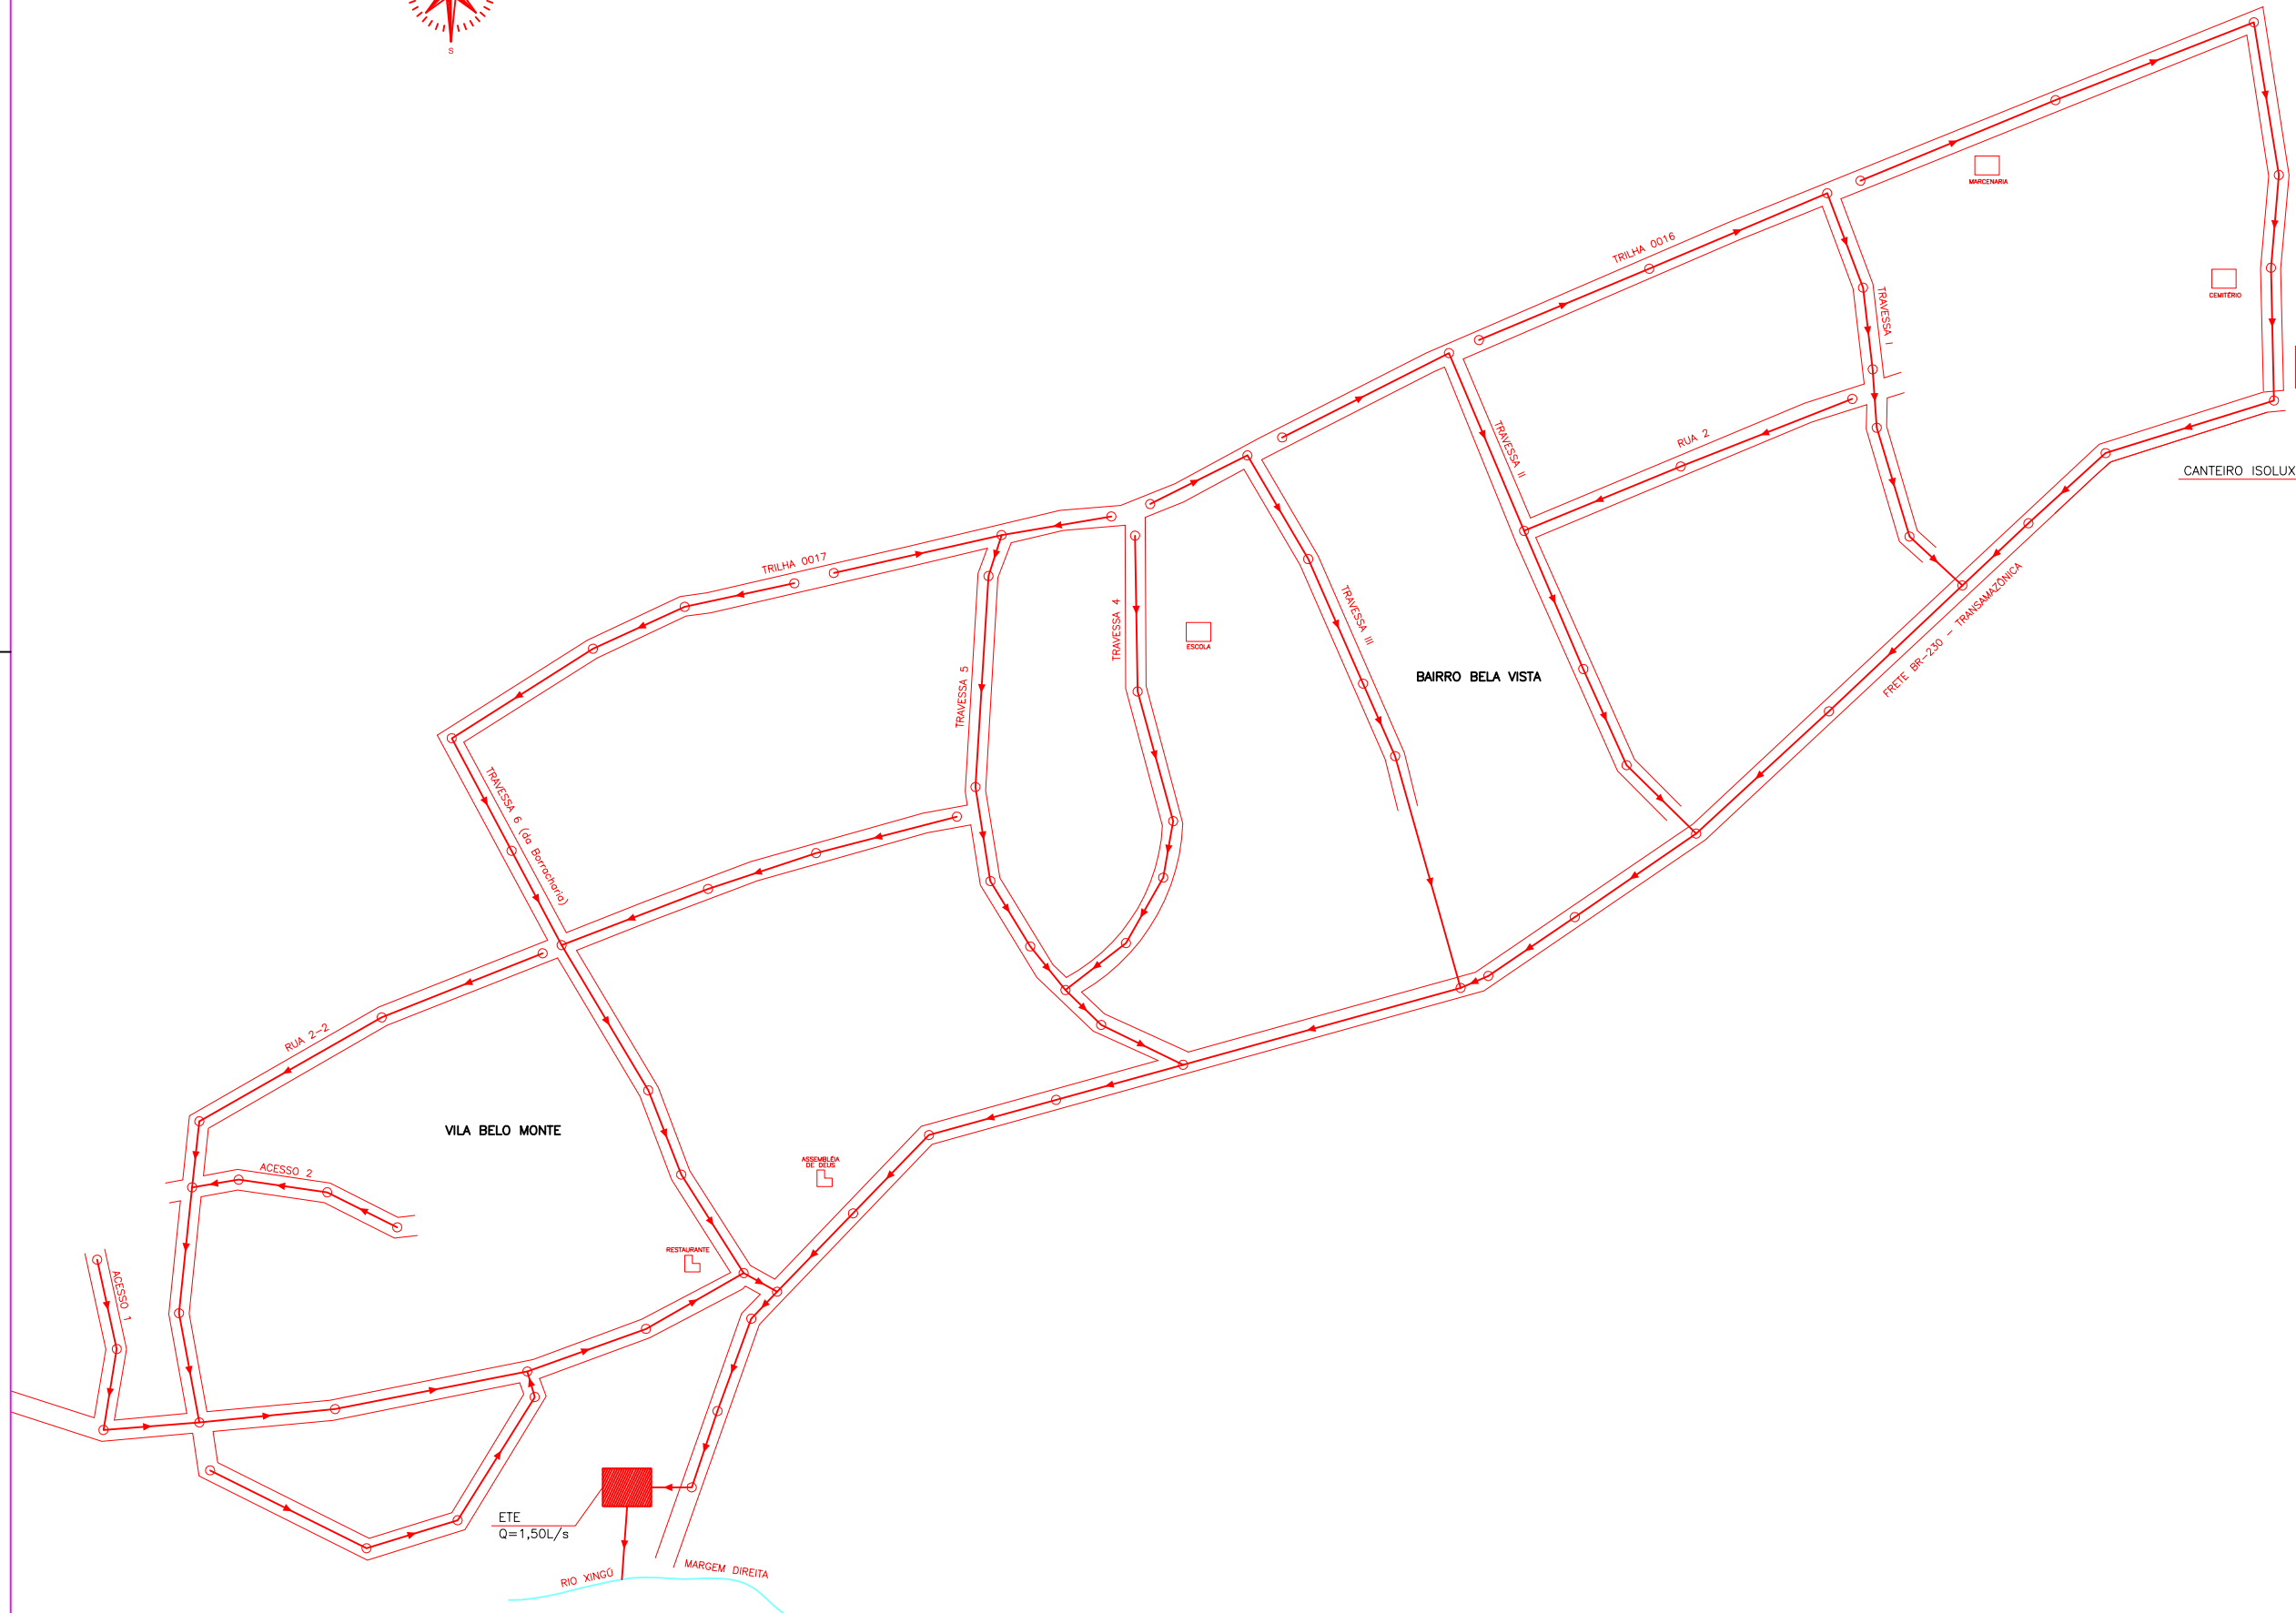 S
MARCENARIA
TRILHA 0016
CEMITÉRIO
TRAVESSA I
RUA 2
TRAVESSA II
CANTEIRO ISOLUX
TRILHA 0017
FRETE BR-230 - TRANSAMAZÔNICA
TRAVESSA III
TRAVESSA 4
ESCOLA
TRAVESSA 5
BAIRRO BELA VISTA
TRAVESSA 6 (da Borracharia)
RUA 2-2
VILA BELO MONTE
ASSEMBLÉIA
DE DEUS
ACESSO 2
RESTAURANTE
ACESSO 1
ETE
Q=1,50L/s
RIO XINGÚ
MARGEM DIREITA